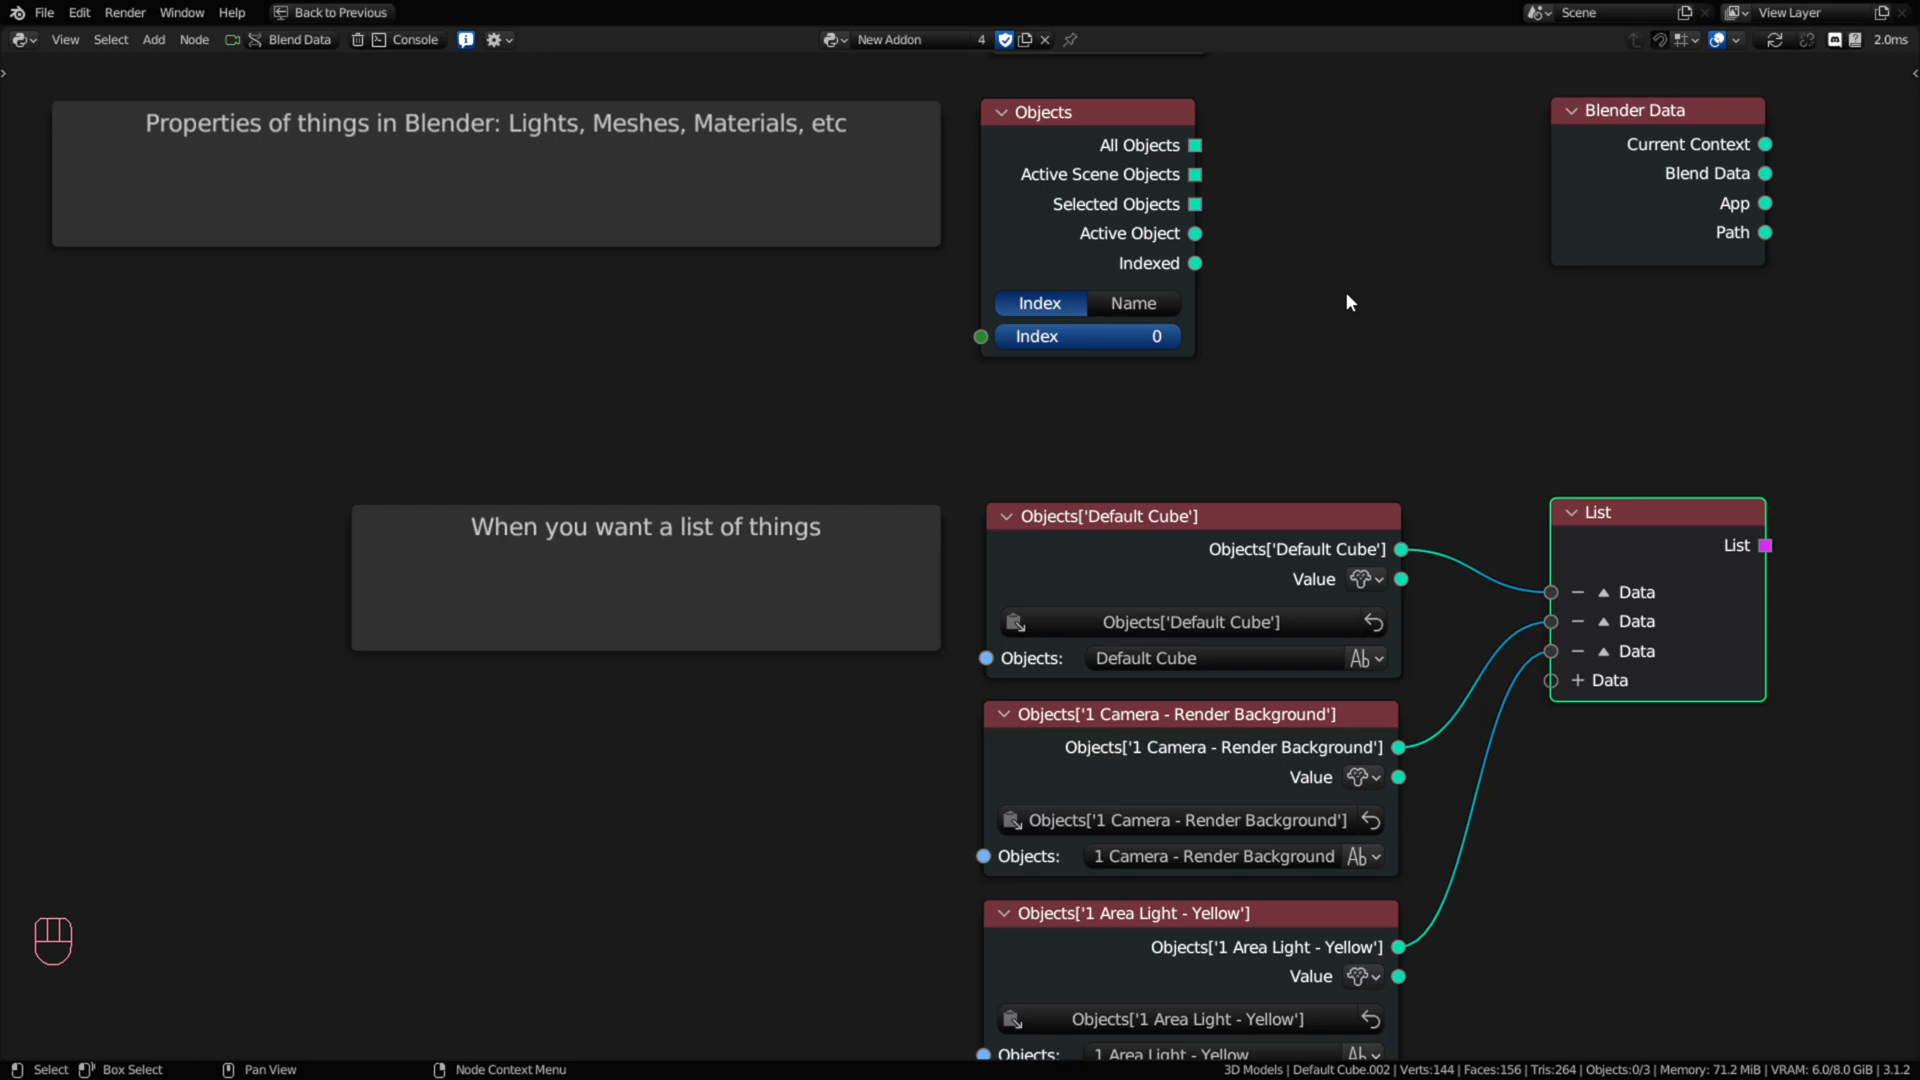 File Edit Render Window Help Back to Previous Scene View Layer
View Select Add Node Blend Data Console New Addon 4 2.0ms
Properties of things in Blender: Lights, Meshes, Materials, etc
Objects
All Objects
Active Scene Objects
Selected Objects
Active Object
Indexed
Index Name
Index 0
Blender Data
Current Context
Blend Data
App
Path
When you want a list of things
Objects['Default Cube']
Objects['Default Cube']
Value
Objects['Default Cube']
Objects: Default Cube Ab
Objects['1 Camera - Render Background']
Objects['1 Camera - Render Background']
Value
Objects['1 Camera - Render Background']
Objects: 1 Camera - Render Background Ab
Objects['1 Area Light - Yellow']
Objects['1 Area Light - Yellow']
Value
Objects['1 Area Light - Yellow']
Objects: 1 Area Light - Yellow Ab
List
List
Data
Data
Data
Data
Select Box Select Pan View Node Context Menu 3D Models | Default Cube.002 | Verts:144 | Faces:156 | Tris:264 | Objects:0/3 | Memory: 71.2 MiB | VRAM: 6.0/8.0 GiB | 3.1.2